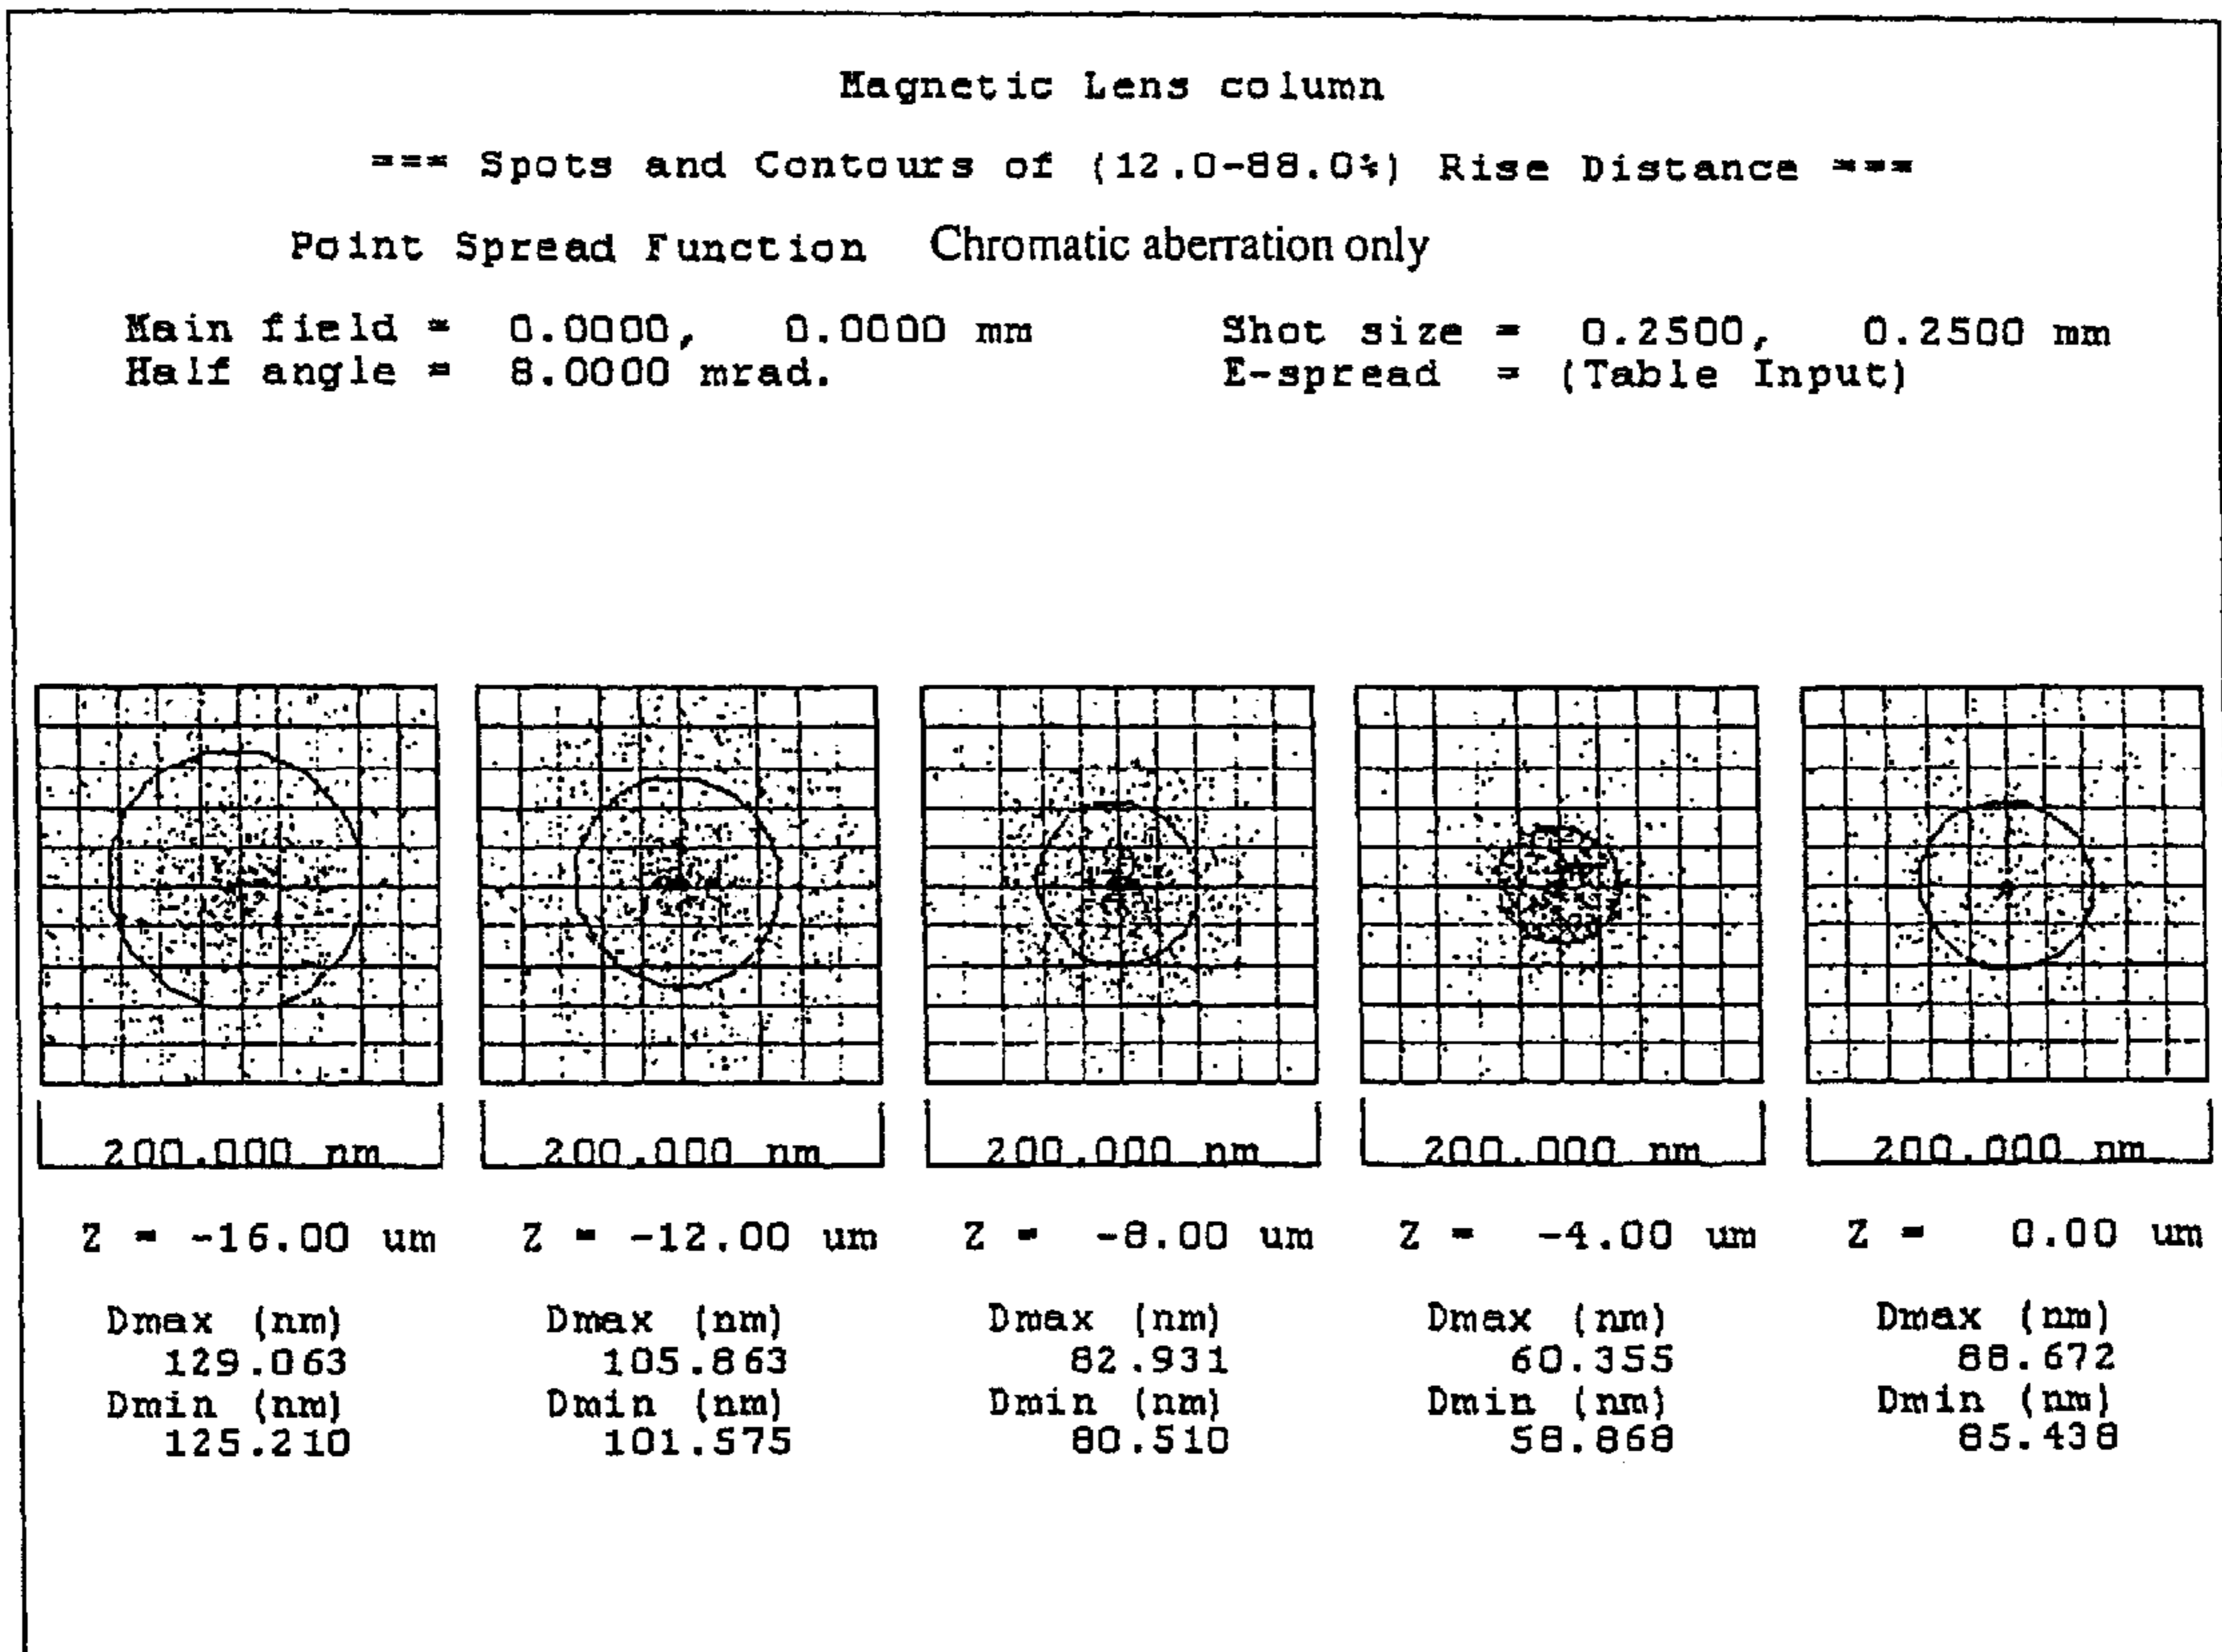 Magnetic Lens column
=== Spots and Contours of (12.0-88.0%) Rise Distance ===
Point Spread Function Chromatic aberration only
Main field = 0.0000, 0.0000 mm Shot size = 0.2500, 0.2500 mm
Half angle = 8.0000 mrad. E-spread = (Table Input)
200.000 nm 200.000 nm 200.000 nm 200.000 nm 200.000 nm
Z = -16.00 um Z = -12.00 um Z = -8.00 um Z = -4.00 um Z = 0.00 um
Dmax (nm) Dmax (nm) Dmax (nm) Dmax (nm) Dmax (nm)
129.063 105.863 82.931 60.355 88.672
Dmin (nm) Dmin (nm) Dmin (nm) Dmin (nm) Dmin (nm)
125.210 101.575 80.510 58.868 85.438